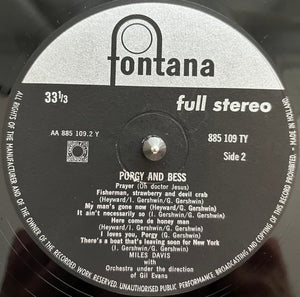 fontana
33⅓
full stereo
AA 885 109.2 Y
885 109 TY
Side 2
PORGY AND BESS
Prayer (Oh doctor Jesus)
Fisherman, strawberry and devil crab
(Heyward/I. Gershwin/G. Gershwin)
My man's gone now (Heyward/G. Gershwin)
It ain't necessarily so (I. Gershwin/G. Gershwin)
Here come de honey man
(Heyward/I. Gershwin/G. Gershwin)
I loves you, Porgy (I. Gershwin/G. Gershwin)
There's a boat that's leaving soon for New York
(I. Gershwin/G. Gershwin)
MILES DAVIS
with
Orchestra under the direction
of Gil Evans
ALL RIGHTS OF THE MANUFACTURER AND OF THE OWNER OF THE RECORDED WORK RESERVED. UNAUTHORISED PUBLIC PERFORMANCE, BROADCASTING AND COPYING OF THIS RECORD PROHIBITED